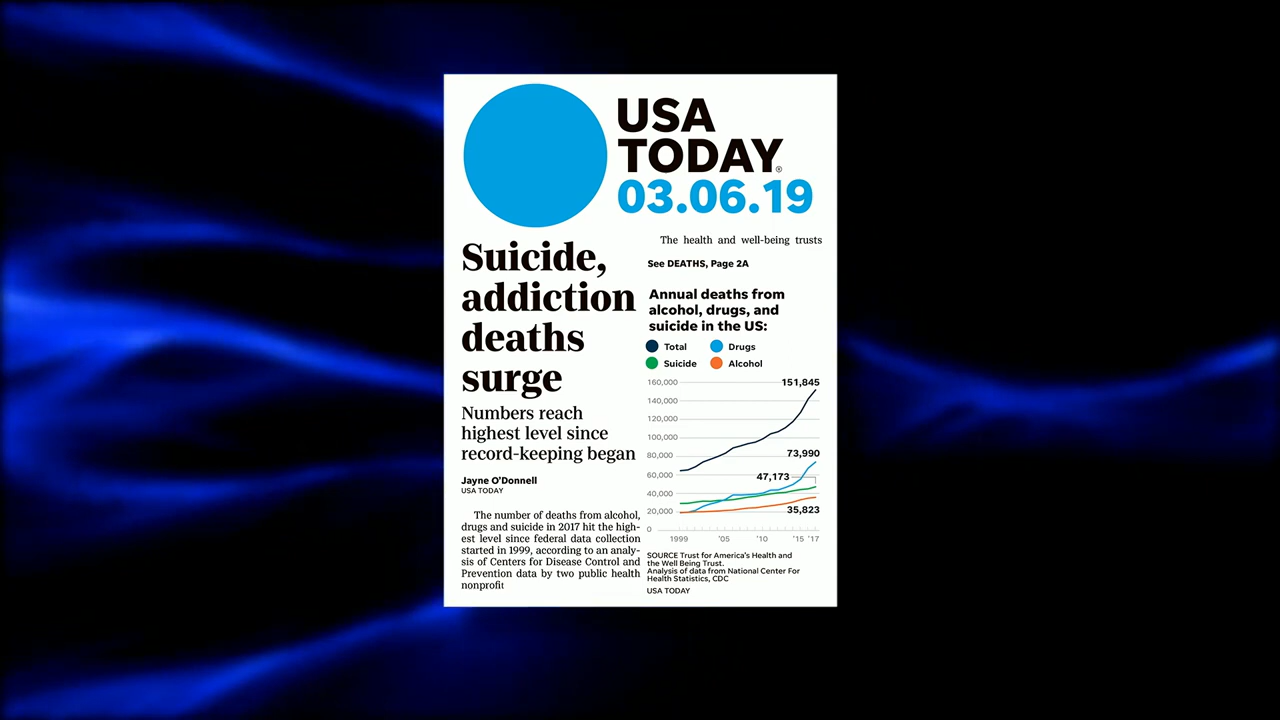 USA
TODAY®
03.06.19
Suicide,
addiction
deaths
surge
Numbers reach
highest level since
record-keeping began
Jayne O'Donnell
USA TODAY
The number of deaths from alcohol,
drugs and suicide in 2017 hit the high-
est level since federal data collection
started in 1999, according to an analy-
sis of Centers for Disease Control and
Prevention data by two public health
nonprofit
The health and well-being trusts
See DEATHS, Page 2A
Annual deaths from
alcohol, drugs, and
suicide in the US:
Total Drugs
Suicide Alcohol
160,000 151,845
140,000
120,000
100,000
80,000 73,990
60,000 47,173
40,000
20,000 35,823
0
1999 '05 '10 '15 '17
SOURCE Trust for America's Health and
the Well Being Trust.
Analysis of data from National Center For
Health Statistics, CDC
USA TODAY